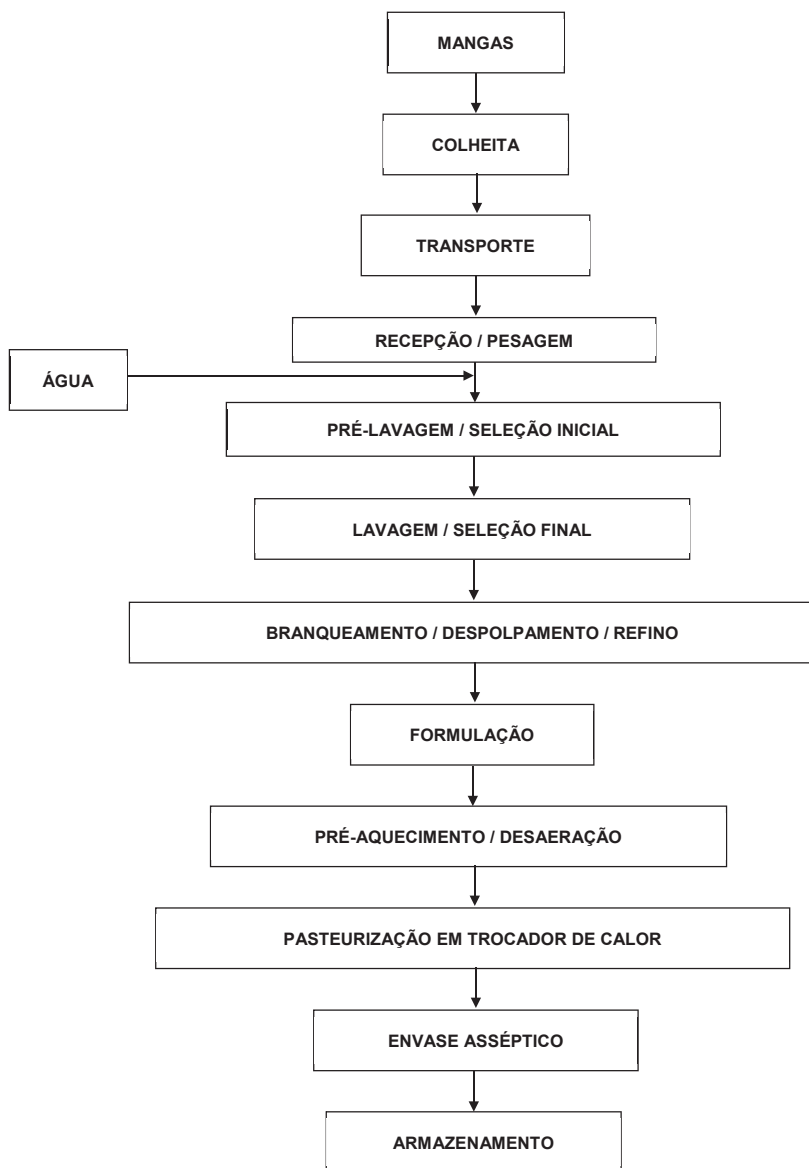 MANGAS
COLHEITA
TRANSPORTE
RECEPÇÃO / PESAGEM
ÁGUA
PRÉ-LAVAGEM / SELEÇÃO INICIAL
LAVAGEM / SELEÇÃO FINAL
BRANQUEAMENTO / DESPOLPAMENTO / REFINO
FORMULAÇÃO
PRÉ-AQUECIMENTO / DESAERAÇÃO
PASTEURIZAÇÃO EM TROCADOR DE CALOR
ENVASE ASSÉPTICO
ARMAZENAMENTO